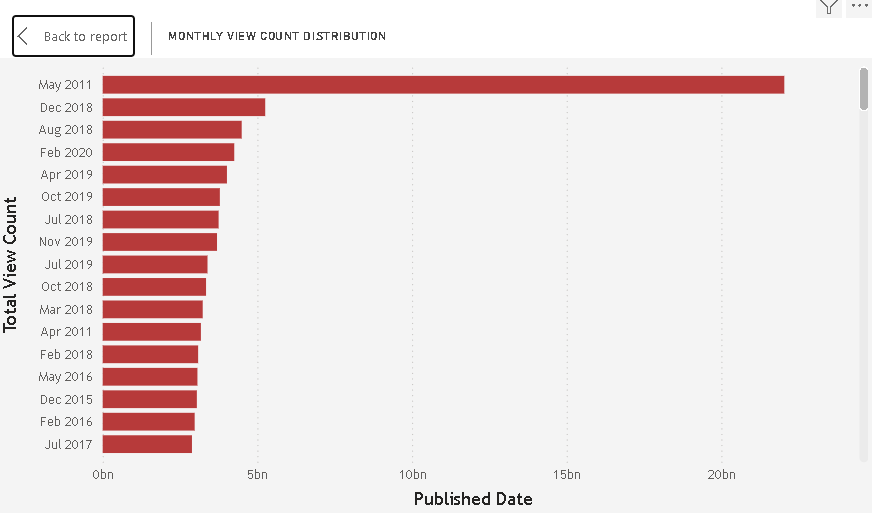 Back to report
MONTHLY VIEW COUNT DISTRIBUTION
Total View Count
May 2011
Dec 2018
Aug 2018
Feb 2020
Apr 2019
Oct 2019
Jul 2018
Nov 2019
Jul 2019
Oct 2018
Mar 2018
Apr 2011
Feb 2018
May 2016
Dec 2015
Feb 2016
Jul 2017
0bn 5bn 10bn 15bn 20bn
Published Date